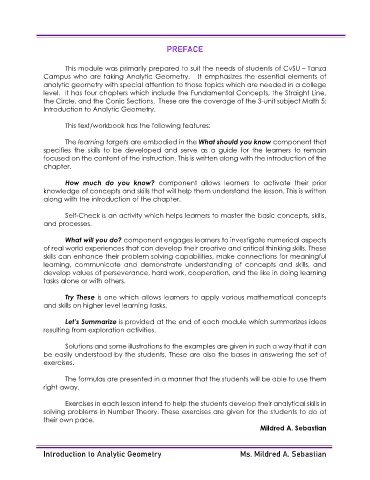 PREFACE
This module was primarily prepared to suit the needs of students of CvSU – Tanza
Campus who are taking Analytic Geometry. It emphasizes the essential elements of
analytic geometry with special attention to those topics which are needed in a college
level. It has four chapters which include the Fundamental Concepts, the Straight Line,
the Circle, and the Conic Sections. These are the coverage of the 3-unit subject Math 5:
Introduction to Analytic Geometry.
This text/workbook has the following features:
The learning targets are embodied in the What should you know component that
specifies the skills to be developed and serve as a guide for the learners to remain
focused on the content of the instruction. This is written along with the introduction of the
chapter.
How much do you know? component allows learners to activate their prior
knowledge of concepts and skills that will help them understand the lesson. This is written
along with the introduction of the chapter.
Self-Check is an activity which helps learners to master the basic concepts, skills,
and processes.
What will you do? component engages learners to investigate numerical aspects
of real world experiences that can develop their creative and critical thinking skills. These
skills can enhance their problem solving capabilities, make connections for meaningful
learning, communicate and demonstrate understanding of concepts and skills, and
develop values of perseverance, hard work, cooperation, and the like in doing learning
tasks alone or with others.
Try These is one which allows learners to apply various mathematical concepts
and skills on higher level learning tasks.
Let's Summarize is provided at the end of each module which summarizes ideas
resulting from exploration activities.
Solutions and some illustrations to the examples are given in such a way that it can
be easily understood by the students. These are also the bases in answering the set of
exercises.
The formulas are presented in a manner that the students will be able to use them
right away.
Exercises in each lesson intend to help the students develop their analytical skills in
solving problems in Number Theory. These exercises are given for the students to do at
their own pace.
Mildred A. Sebastian
Introduction to Analytic Geometry Ms. Mildred A. Sebastian